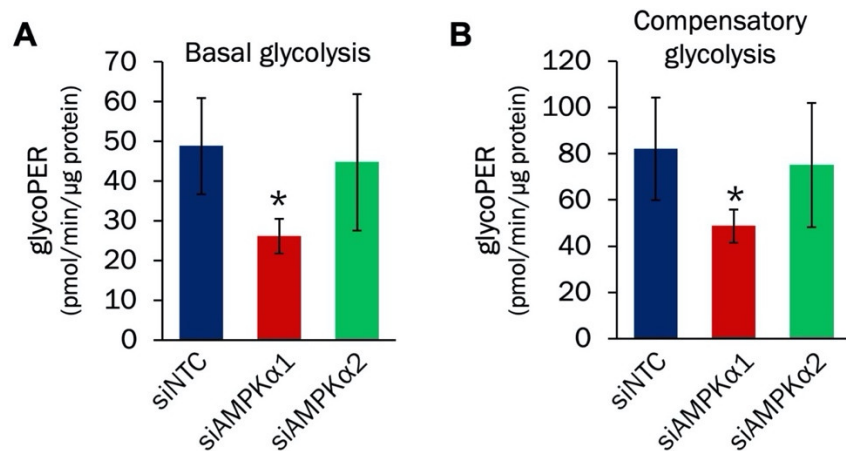 A
Basal glycolysis
glycoPER
(pmol/min/µg protein)
70
60
50
40
30
20
10
0
*
siNTC
siAMPKα1
siAMPKα2
B
Compensatory
glycolysis
glycoPER
(pmol/min/µg protein)
120
100
80
60
40
20
0
*
siNTC
siAMPKα1
siAMPKα2